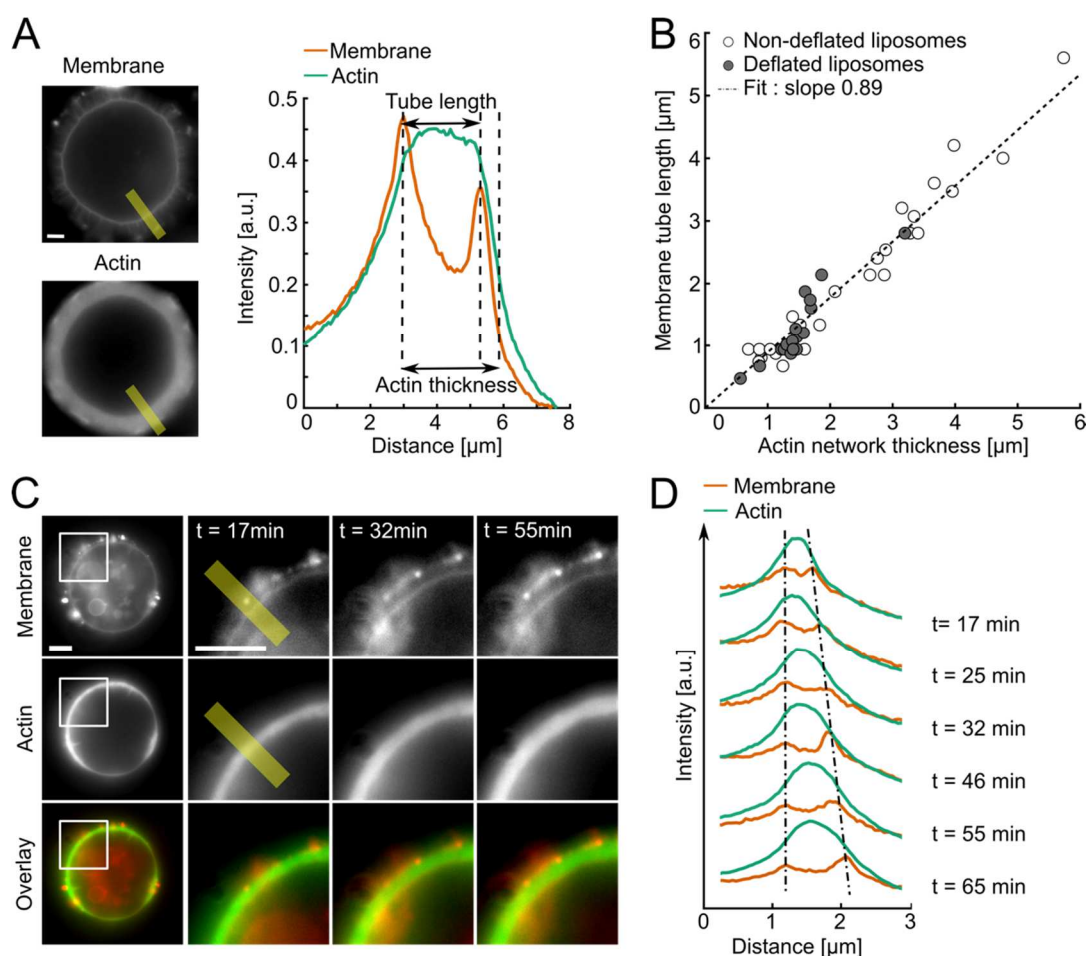 A
Membrane
Actin
Membrane
Actin
Tube length
Actin thickness
0.5
0.4
0.3
0.2
0.1
0
Intensity [a.u.]
0 2 4 6 8
Distance [µm]
B
Non-deflated liposomes
Deflated liposomes
Fit : slope 0.89
6
5
4
3
2
1
0
Membrane tube length [µm]
0 1 2 3 4 5 6
Actin network thickness [µm]
C
t = 17min
t = 32min
t = 55min
Membrane
Actin
Overlay
D
Membrane
Actin
Intensity [a.u.]
t= 17 min
t = 25 min
t = 32 min
t = 46 min
t = 55 min
t = 65 min
0 1 2 3
Distance [µm]